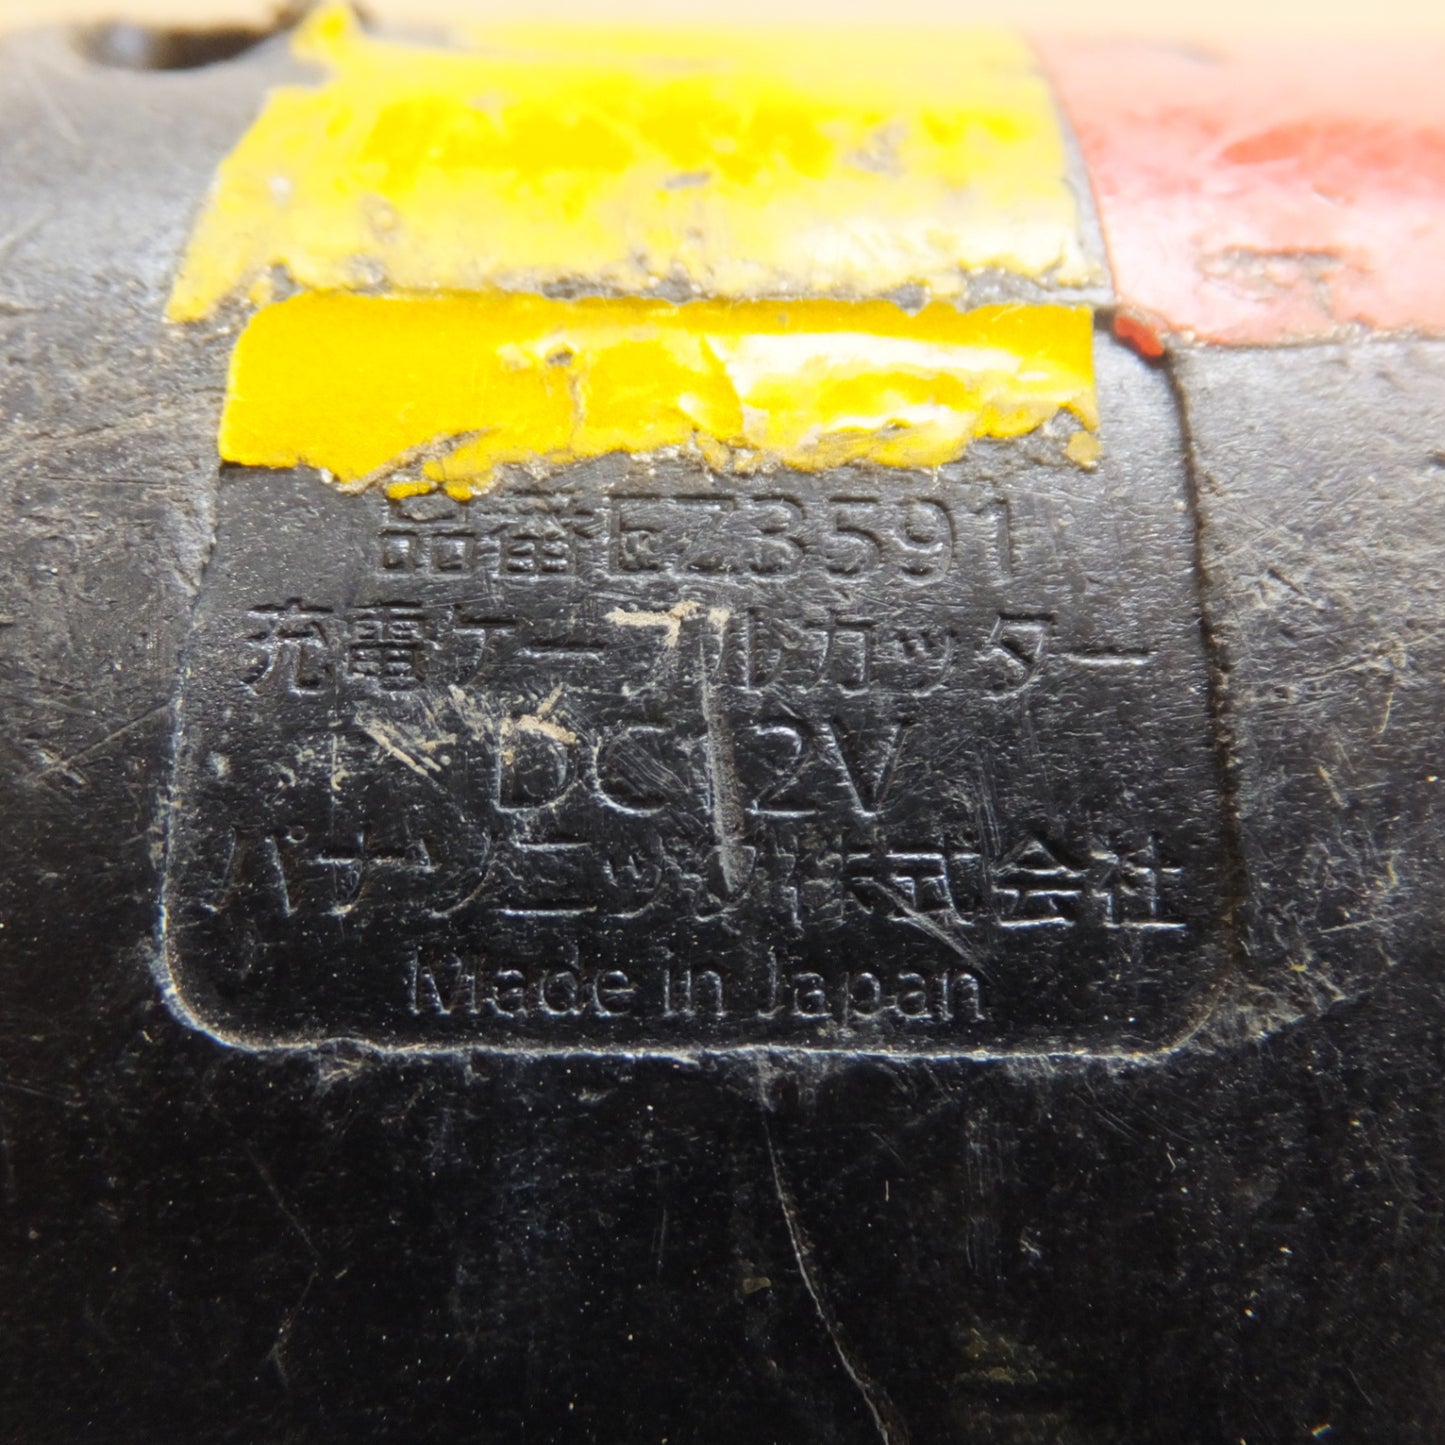 品番EZ3591
充電ケーブルカッター
DC12V
パナソニック株式会社
Made in Japan